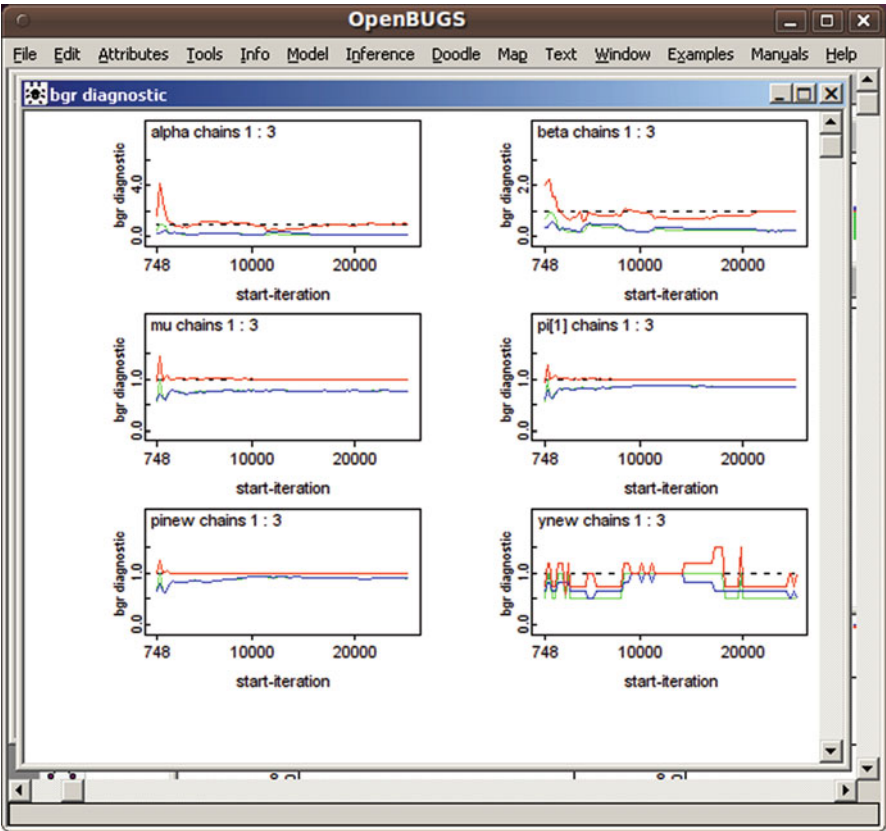 OpenBUGS
File Edit Attributes Tools Info Model Inference Doodle Map Text Window Examples Manuals Help
bgr diagnostic
alpha chains 1 : 3
bgr diagnostic
4.0
0.0
748 10000 20000
start-iteration
beta chains 1 : 3
bgr diagnostic
2.0
0.0
748 10000 20000
start-iteration
mu chains 1 : 3
bgr diagnostic
1.0
0.0
748 10000 20000
start-iteration
pi[1] chains 1 : 3
bgr diagnostic
1.0
0.0
748 10000 20000
start-iteration
pinew chains 1 : 3
bgr diagnostic
1.0
0.0
748 10000 20000
start-iteration
ynew chains 1 : 3
bgr diagnostic
1.0
0.0
748 10000 20000
start-iteration